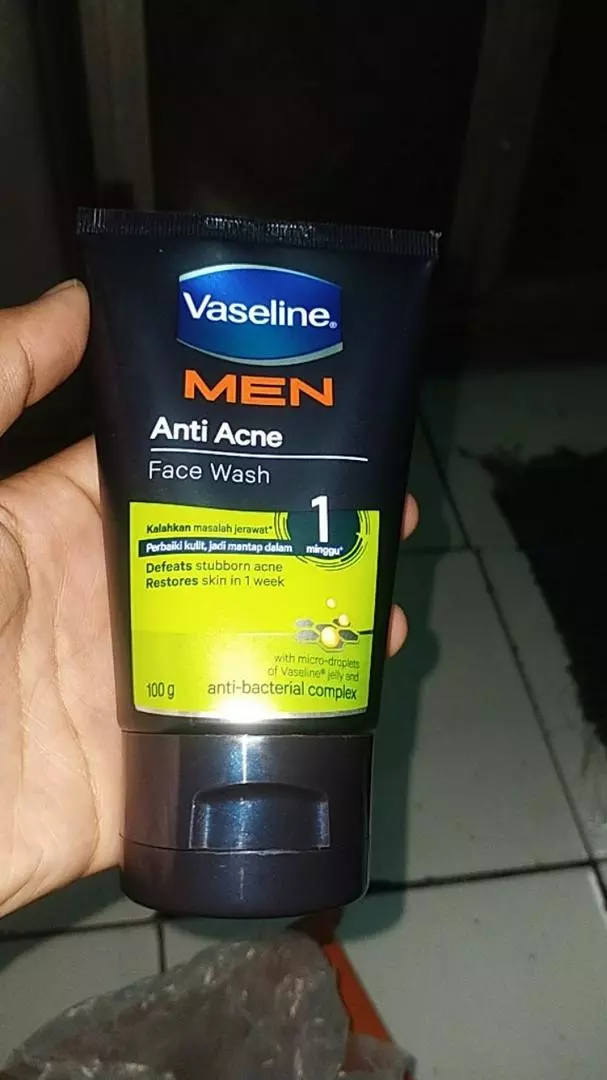 Vaseline®
MEN
Anti Acne
Face Wash
Kalahkan masalah jerawat*
Perbaiki kulit, jadi mantap dalam
1
minggu*
Defeats stubborn acne
Restores skin in 1 week
with micro-droplets
of Vaseline® jelly and
anti-bacterial complex
100 g